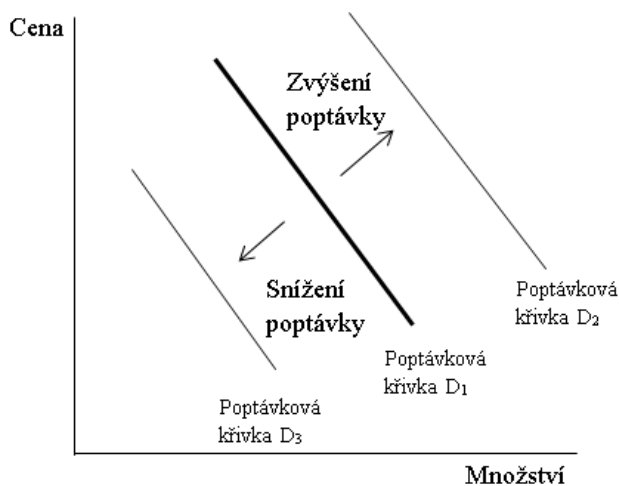 Cena
Zvýšení
poptávky
Snížení
poptávky
Poptávková
křivka D₂
Poptávková
křivka D₁
Poptávková
křivka D₃
Množství